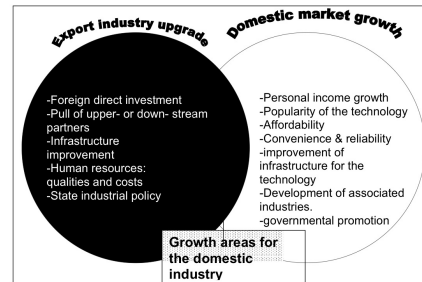 Export industry upgrade
Domestic market growth
-Foreign direct investment
-Pull of upper- or down- stream
partners
-Infrastructure
improvement
-Human resources:
qualities and costs
-State industrial policy
-Personal income growth
-Popularity of the technology
-Affordability
-Convenience & reliability
-improvement of
infrastructure for the
technology
-Development of associated
industries.
-governmental promotion
Growth areas for
the domestic
industry